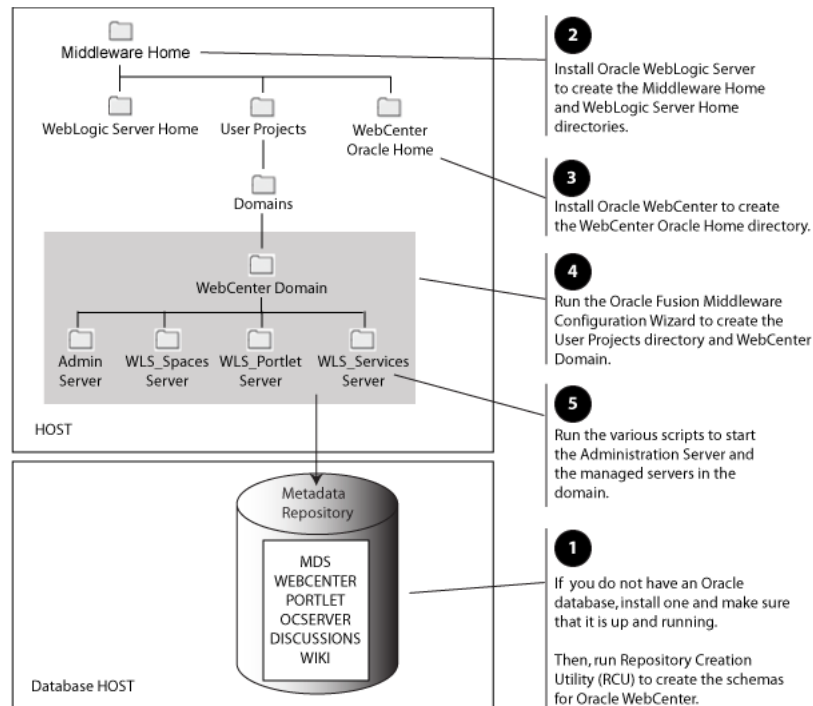 Middleware Home
WebLogic Server Home
User Projects
WebCenter
Oracle Home
Domains
WebCenter Domain
Admin
Server
WLS_Spaces
Server
WLS_Portlet
Server
WLS_Services
Server
HOST
Metadata
Repository
MDS
WEBCENTER
PORTLET
OCSERVER
DISCUSSIONS
WIKI
Database HOST
2
Install Oracle WebLogic Server
to create the Middleware Home
and WebLogic Server Home
directories.
3
Install Oracle WebCenter to create
the WebCenter Oracle Home directory.
4
Run the Oracle Fusion Middleware
Configuration Wizard to create the
User Projects directory and WebCenter
Domain.
5
Run the various scripts to start
the Administration Server and
the managed servers in the
domain.
1
If you do not have an Oracle
database, install one and make sure
that it is up and running.
Then, run Repository Creation
Utility (RCU) to create the schemas
for Oracle WebCenter.